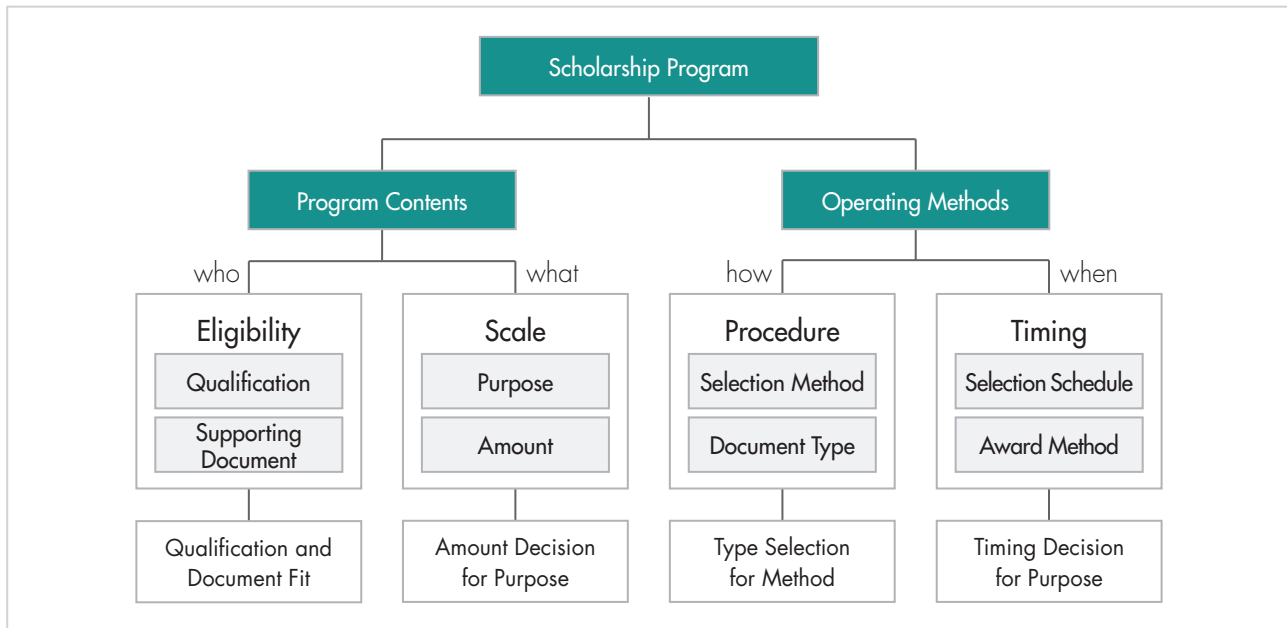 Scholarship Program
Program Contents
Operating Methods
who
what
how
when
Eligibility
Qualification
Supporting
Document
Scale
Purpose
Amount
Procedure
Selection Method
Document Type
Timing
Selection Schedule
Award Method
Qualification and
Document Fit
Amount Decision
for Purpose
Type Selection
for Method
Timing Decision
for Purpose